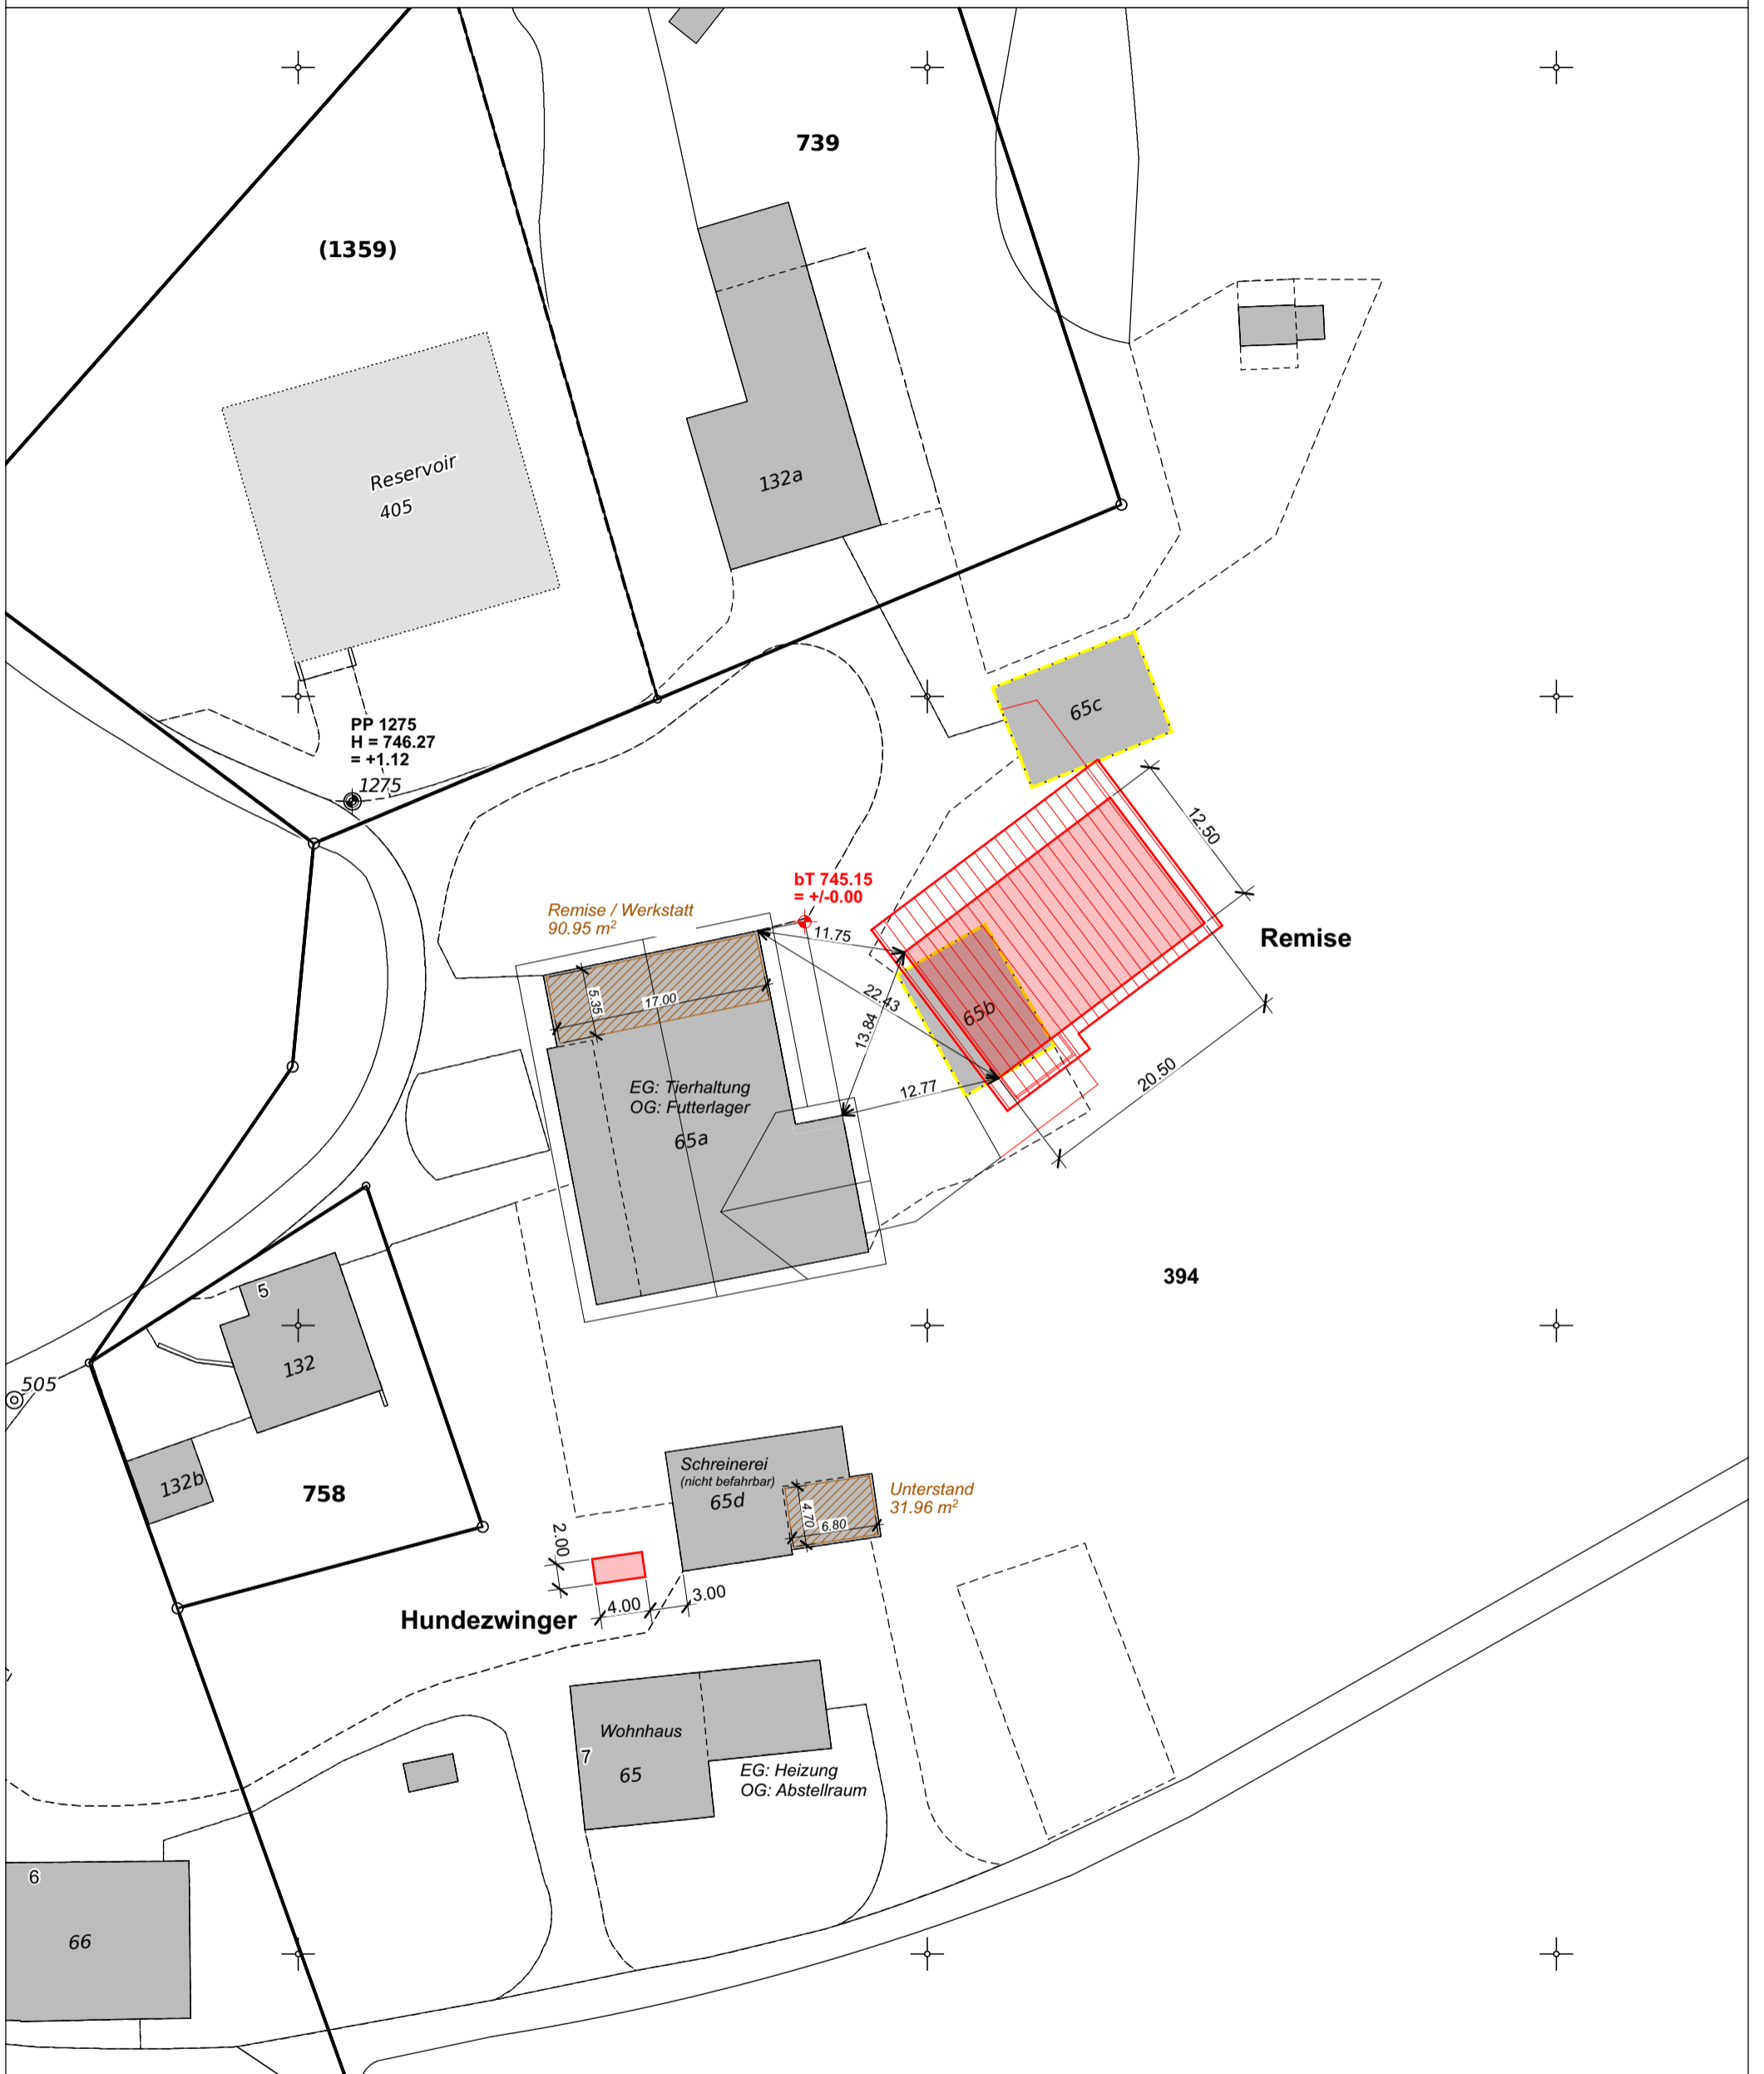 739
(1359)
Reservoir
405
132a
65c
PP 1275
H = 746.27
= +1.12
1275
12.50
bT 745.15
= +/-0.00
Remise / Werkstatt
90.95 m²
11.75
Remise
5.35
17.00
22.43
65b
13.84
20.50
12.77
EG: Tierhaltung
OG: Futterlager
65a
394
5
132
505
132b
758
Schreinerei
(nicht befahrbar)
65d
Unterstand
31.96 m²
4.70
6.80
2.00
4.00
3.00
Hundezwinger
Wohnhaus
7
65
EG: Heizung
OG: Abstellraum
6
66